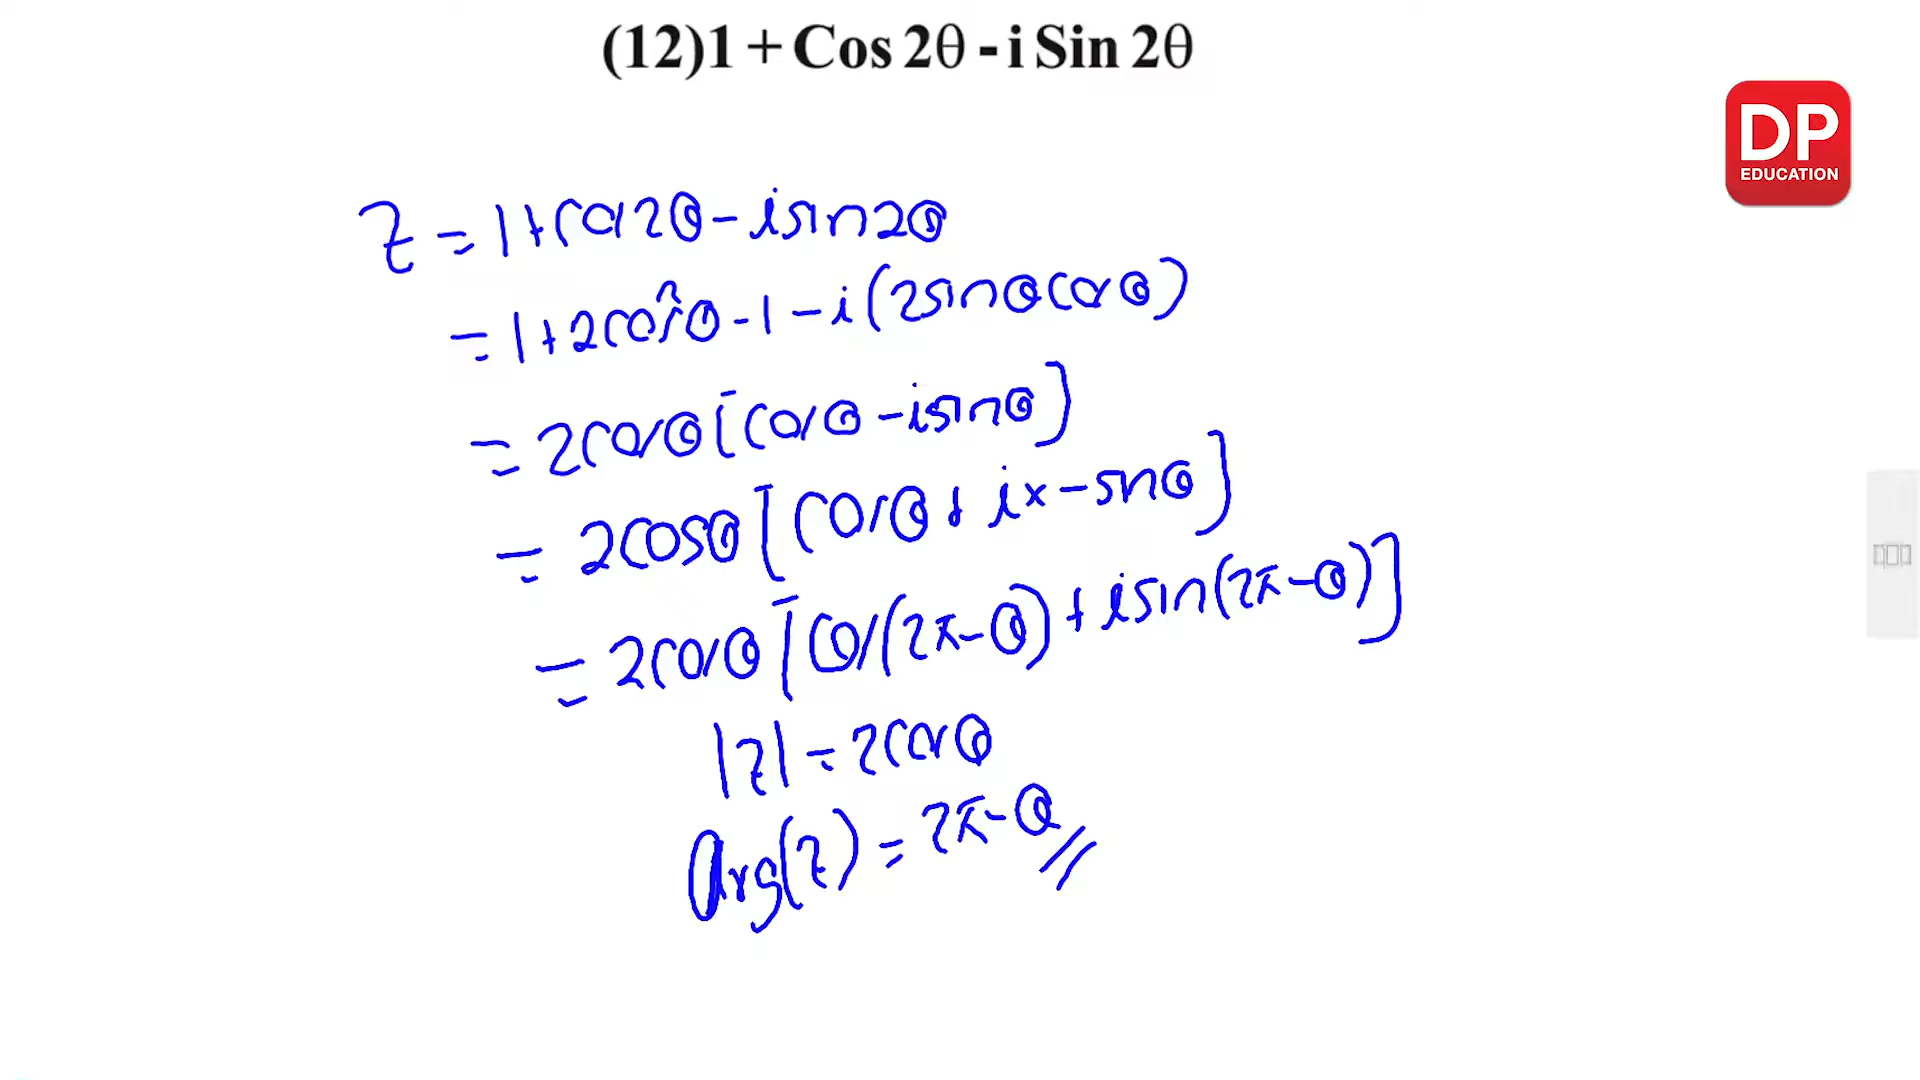 (12)1 + Cos 2θ - i Sin 2θ
DP
EDUCATION
Z = 1+cos2θ - isin2θ
= 1+2cos²θ - 1 - i(2sinθcosθ)
= 2cosθ[cosθ - isinθ]
= 2cosθ[cosθ + i× - sinθ]
= 2cosθ[cos(2π-θ) + isin(2π-θ)]
|z| = 2cosθ
Arg(z) = 2π-θ